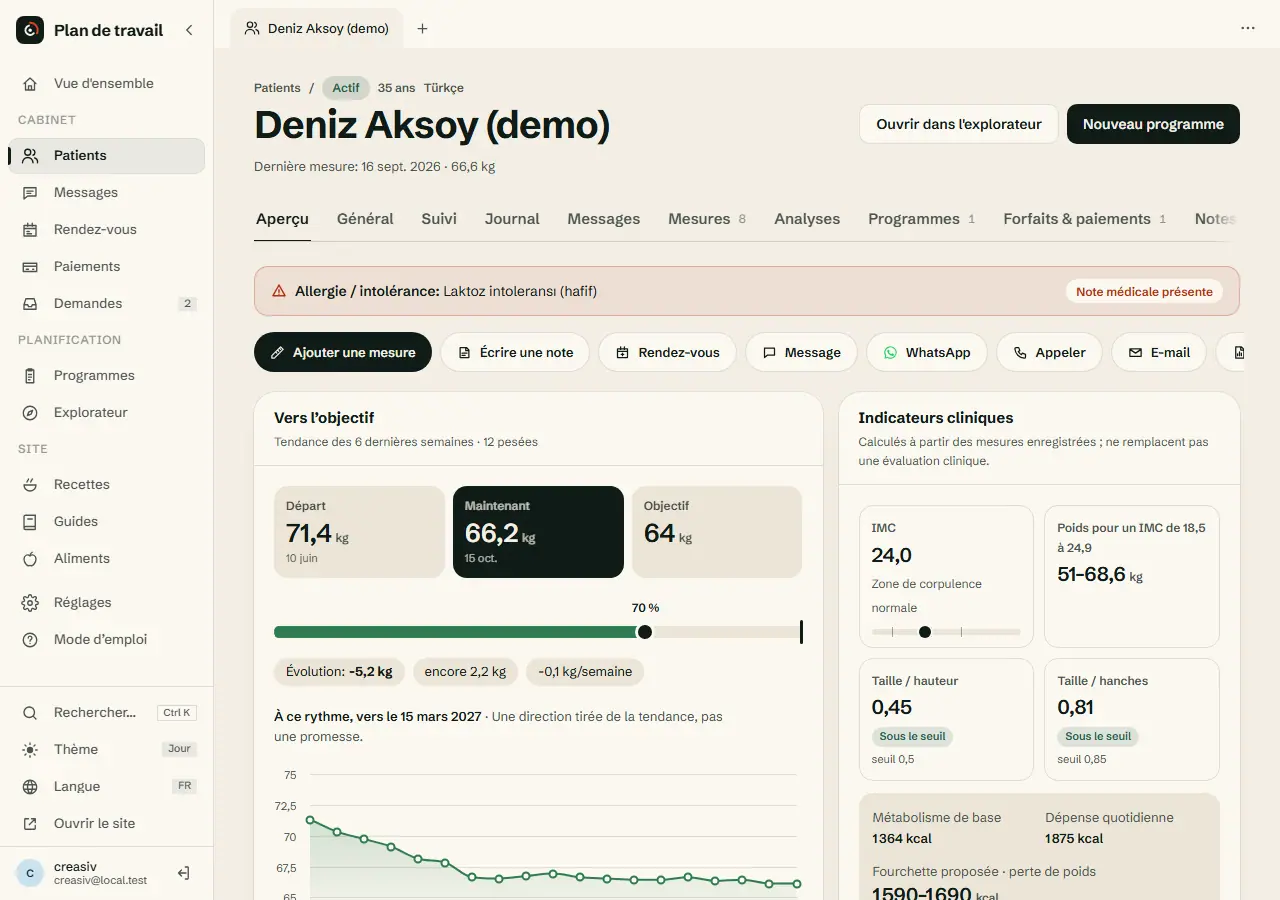 Plan de travail
Vue d'ensemble
CABINET
Patients
Messages
Rendez-vous
Paiements
Demandes 2
PLANIFICATION
Programmes
Explorateur
SITE
Recettes
Guides
Aliments
Réglages
Mode d'emploi
Rechercher... Ctrl K
Thème Jour
Langue FR
Ouvrir le site
C creasiv
creasiv@local.test
Deniz Aksoy (demo)
Patients / Actif 35 ans Türkçe
Deniz Aksoy (demo)
Dernière mesure: 16 sept. 2026 · 66,6 kg
Ouvrir dans l'explorateur
Nouveau programme
Aperçu Général Suivi Journal Messages Mesures 8 Analyses Programmes 1 Forfaits & paiements 1 Notes
Allergie / intolérance: Laktoz intoleransı (hafif)
Note médicale présente
Ajouter une mesure Écrire une note Rendez-vous Message WhatsApp Appeler E-mail
Vers l’objectif
Tendance des 6 dernières semaines · 12 pesées
Départ
71,4 kg
10 juin
Maintenant
66,2 kg
15 oct.
Objectif
64 kg
70 %
Évolution: -5,2 kg
encore 2,2 kg
-0,1 kg/semaine
À ce rythme, vers le 15 mars 2027 · Une direction tirée de la tendance, pas
une promesse.
75
72,5
70
67,5
65
Indicateurs cliniques
Calculés à partir des mesures enregistrées ; ne remplacent pas
une évaluation clinique.
IMC
24,0
Zone de corpulence
normale
Poids pour un IMC de 18,5
à 24,9
51–68,6 kg
Taille / hauteur
0,45
Sous le seuil
seuil 0,5
Taille / hanches
0,81
Sous le seuil
seuil 0,85
Métabolisme de base
1364 kcal
Dépense quotidienne
1875 kcal
Fourchette proposée · perte de poids
1590–1690 kcal